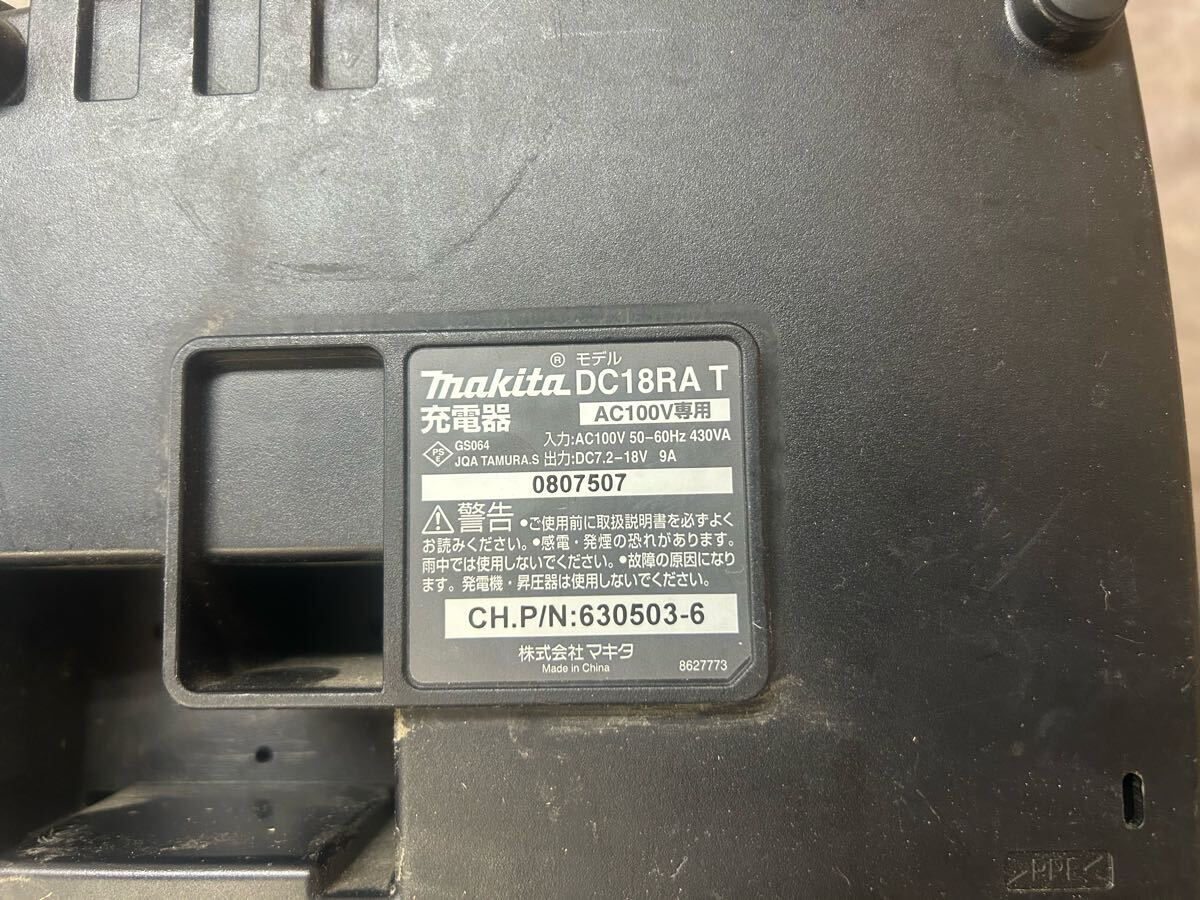 makita® モデル DC18RA T
充電器 AC100V専用
PSE GS064 入力:AC100V 50-60Hz 430VA
JQA TAMURA.S 出力:DC7.2-18V 9A
0807507
警告 •ご使用前に取扱説明書を必ずよく
お読みください。•感電・発煙の恐れがあります。
雨中では使用しないでください。•故障の原因になり
ます。発電機・昇圧器は使用しないでください。
CH.P/N:630503-6
株式会社マキタ
Made in China 8627773
>PPE<